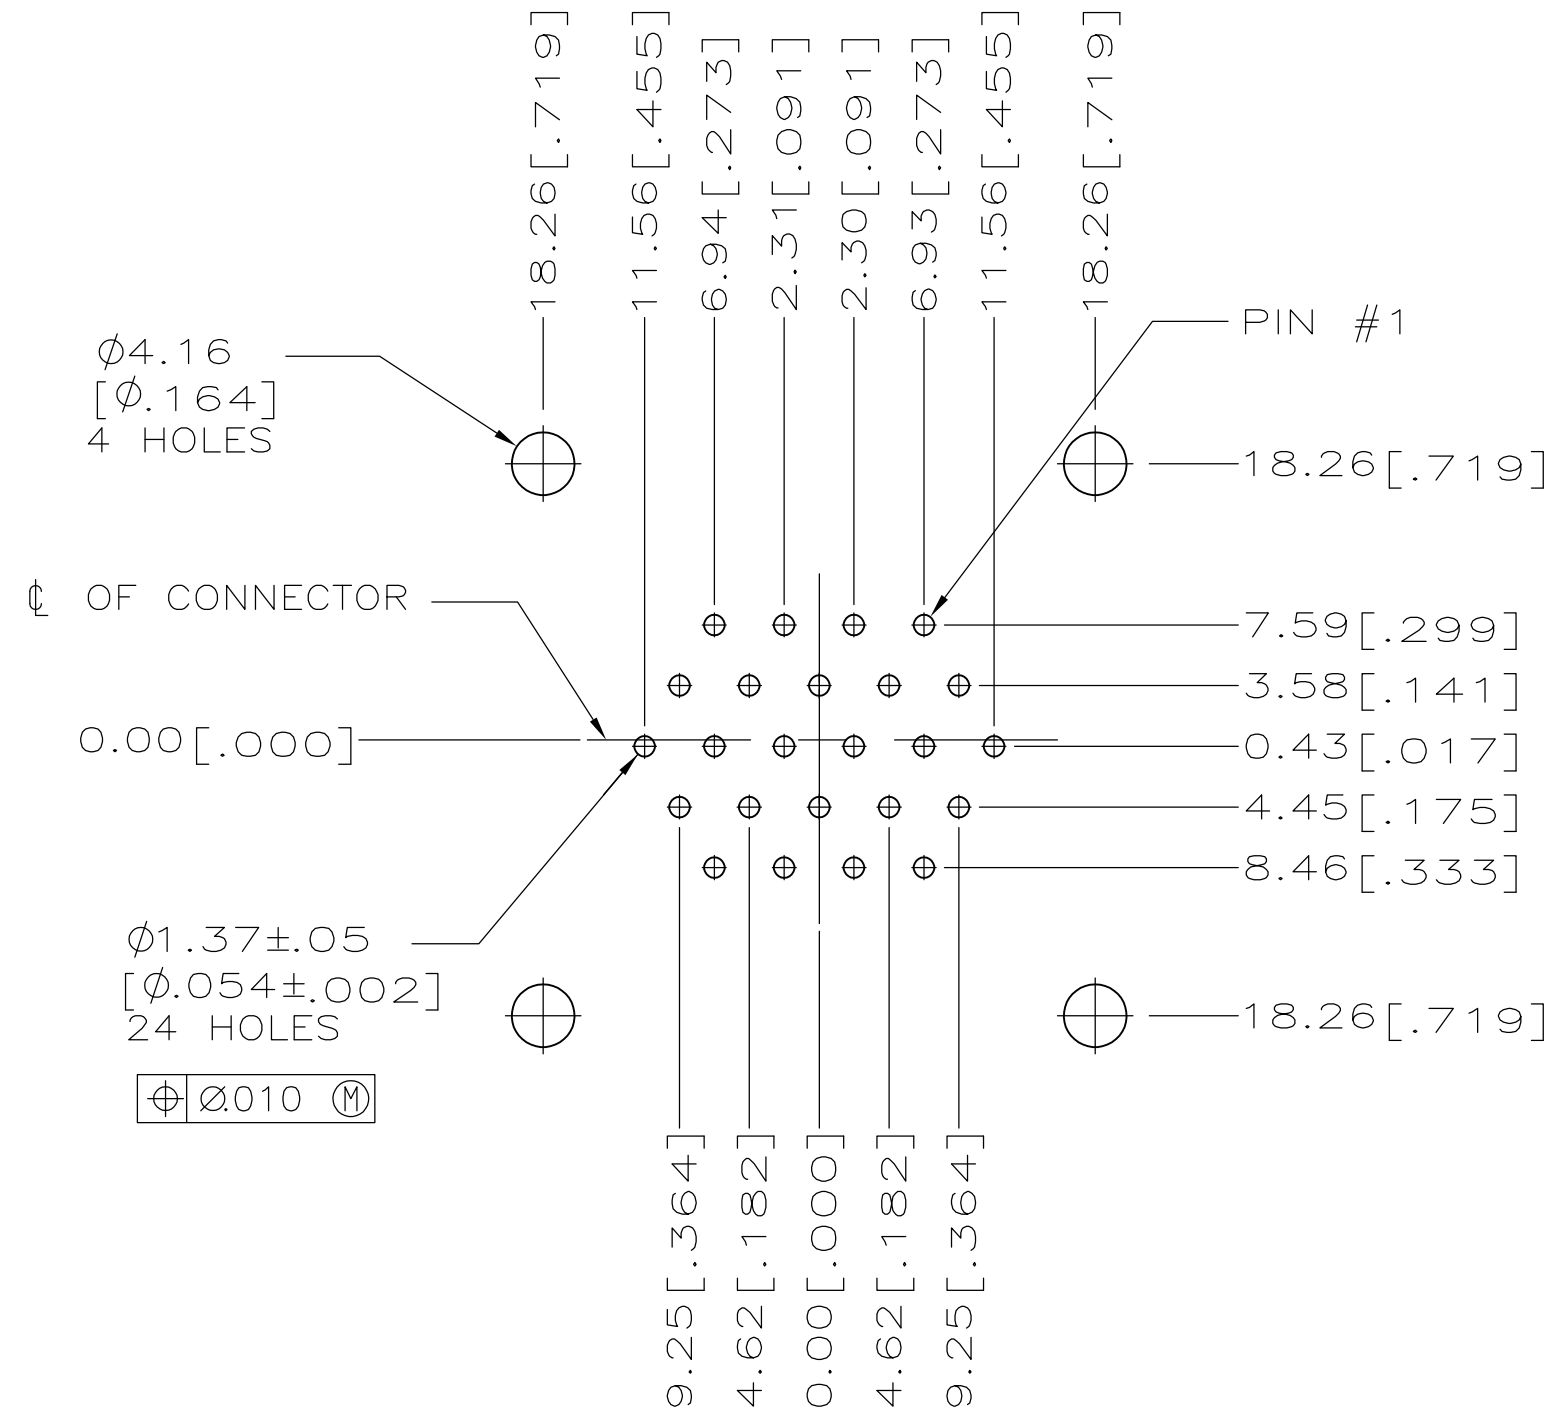 18.26[.719]
11.56[.455]
6.94[.273]
2.31[.091]
2.30[.091]
6.93[.273]
11.56[.455]
18.26[.719]
PIN #1
Ø4.16
[Ø.164]
4 HOLES
18.26[.719]
℄ OF CONNECTOR
7.59[.299]
3.58[.141]
0.00[.000]
0.43[.017]
4.45[.175]
8.46[.333]
Ø1.37±.05
[Ø.054±.002]
24 HOLES
18.26[.719]
⌖ Ø.010 Ⓜ
9.25[.364]
4.62[.182]
0.00[.000]
4.62[.182]
9.25[.364]